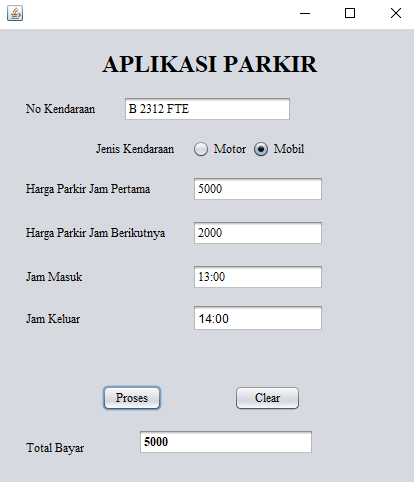 APLIKASI PARKIR
No Kendaraan B 2312 FTE
Jenis Kendaraan Motor Mobil
Harga Parkir Jam Pertama 5000
Harga Parkir Jam Berikutnya 2000
Jam Masuk 13:00
Jam Keluar 14:00
Proses Clear
Total Bayar 5000